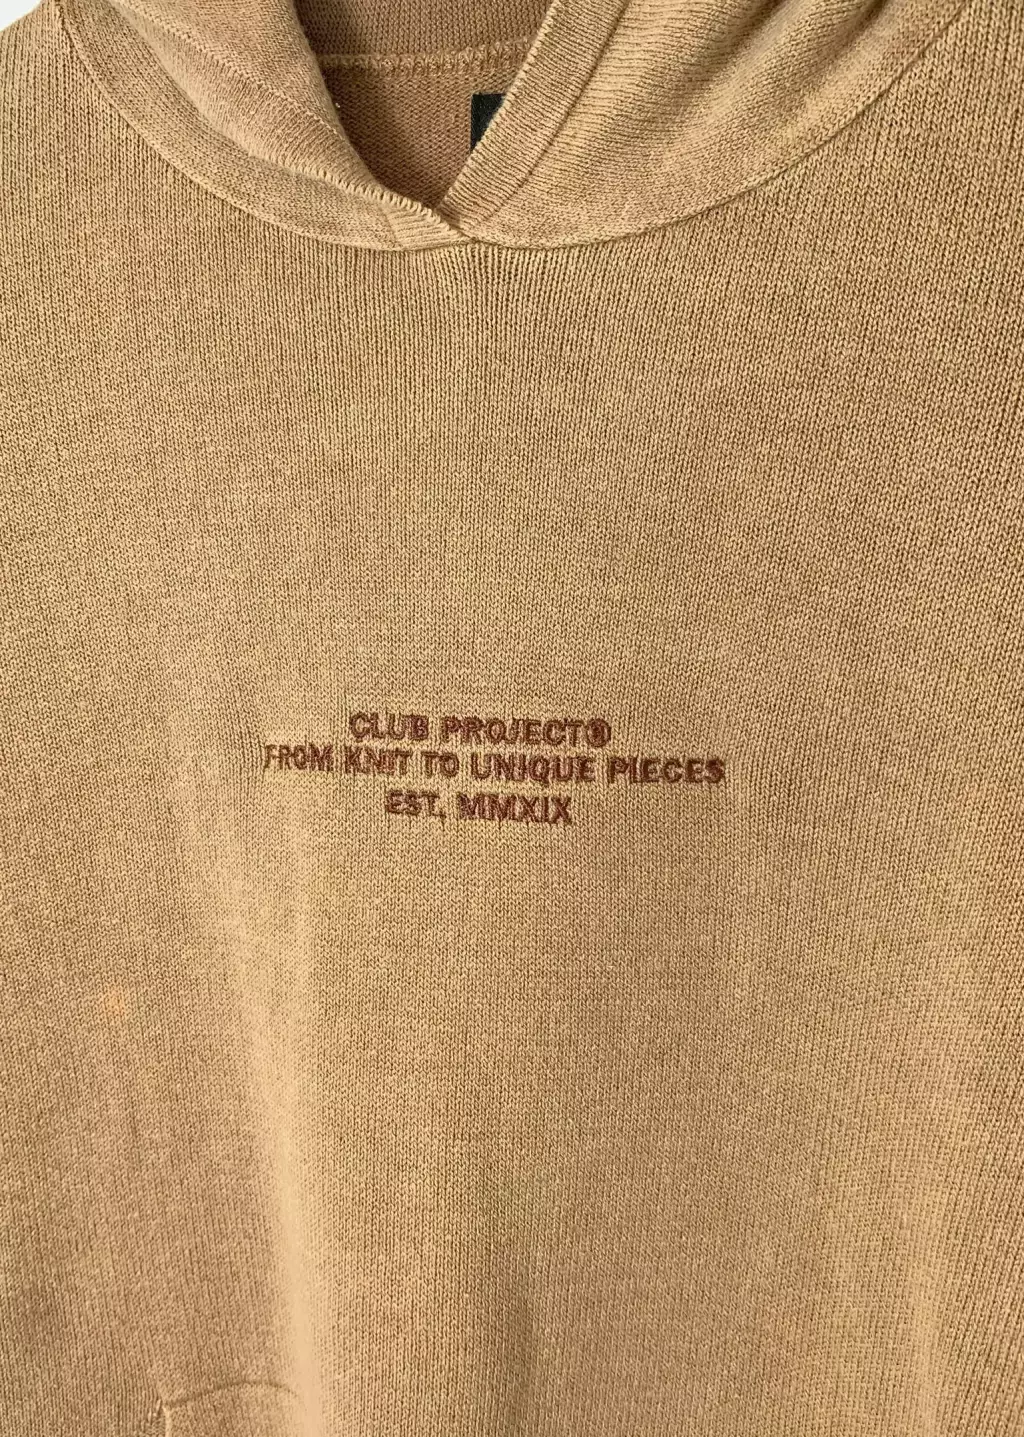 CLUB PROJECT®
FROM KNIT TO UNIQUE PIECES
EST. MMXIX